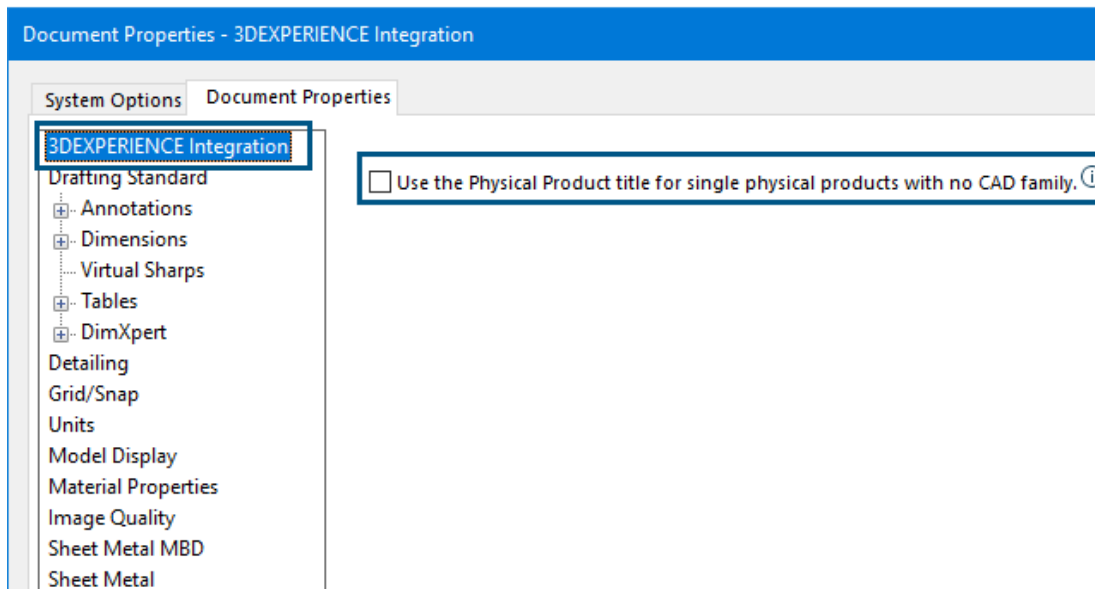 Document Properties - 3DEXPERIENCE Integration
System Options
Document Properties
3DEXPERIENCE Integration
Use the Physical Product title for single physical products with no CAD family.
Drafting Standard
Annotations
Dimensions
Virtual Sharps
Tables
DimXpert
Detailing
Grid/Snap
Units
Model Display
Material Properties
Image Quality
Sheet Metal MBD
Sheet Metal